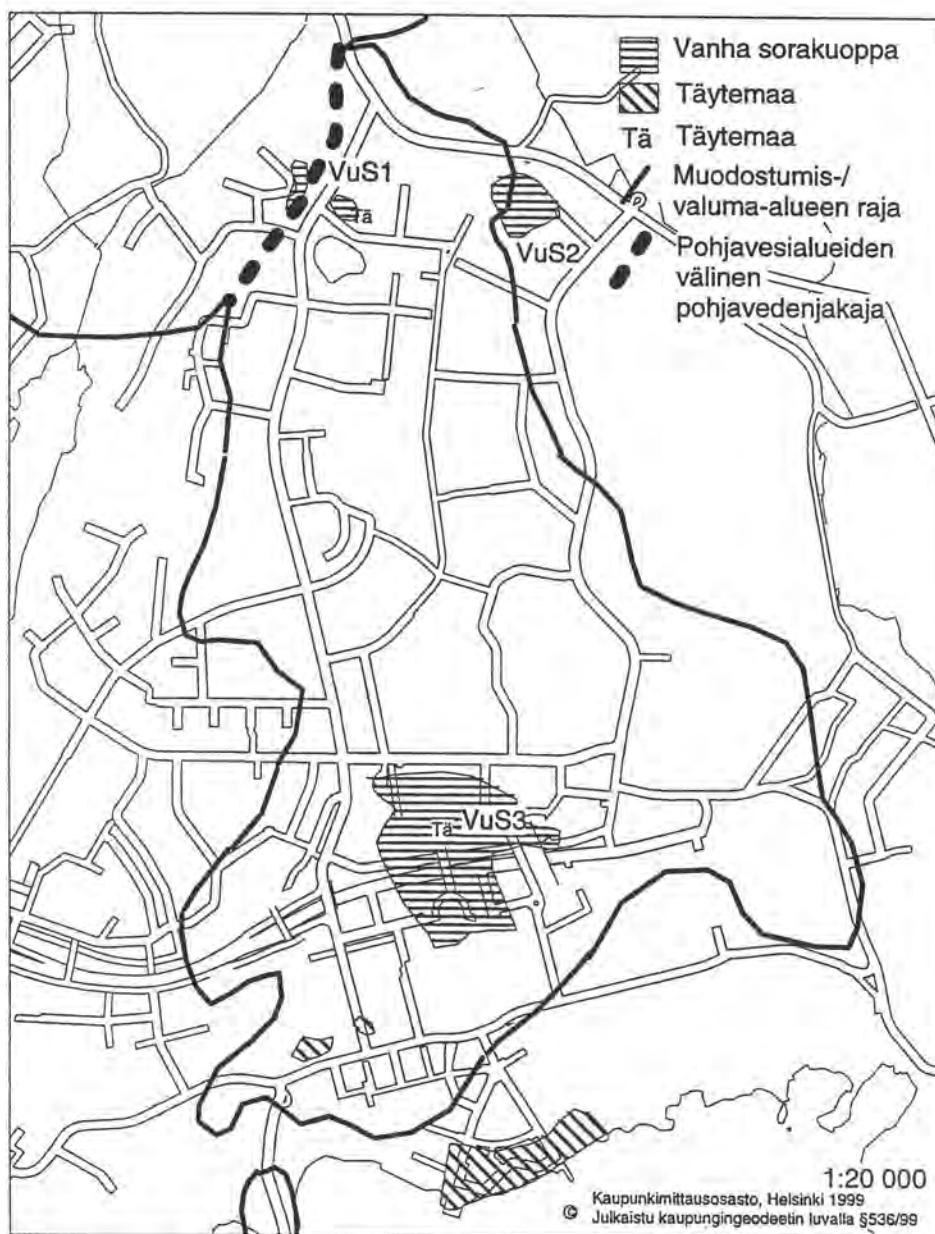 Vanha sorakuoppa
Täytemaa
Tä Täytemaa
Muodostumis-/
valuma-alueen raja
Pohjavesialueiden
välinen
pohjavedenjakaja
VuS1
Tä
VuS2
Tä VuS3
1:20 000
Kaupunkimittausosasto, Helsinki 1999
© Julkaistu kaupungingeodeetin luvalla §536/99